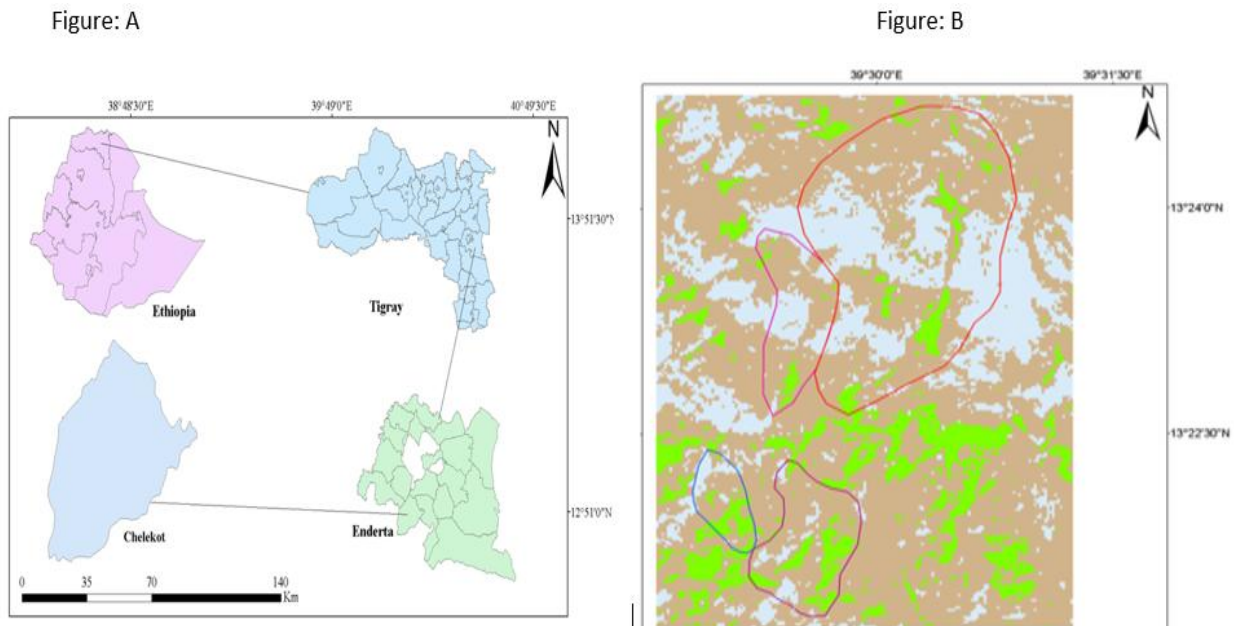 Figure: A
Figure: B
38°48'30"E
39°49'0"E
40°49'30"E
N
13°51'30"N
Ethiopia
Tigray
12°51'0"N
Chelekot
Enderta
0 35 70 140
Km
39°30'0"E
39°31'30"E
N
13°24'0"N
13°22'30"N